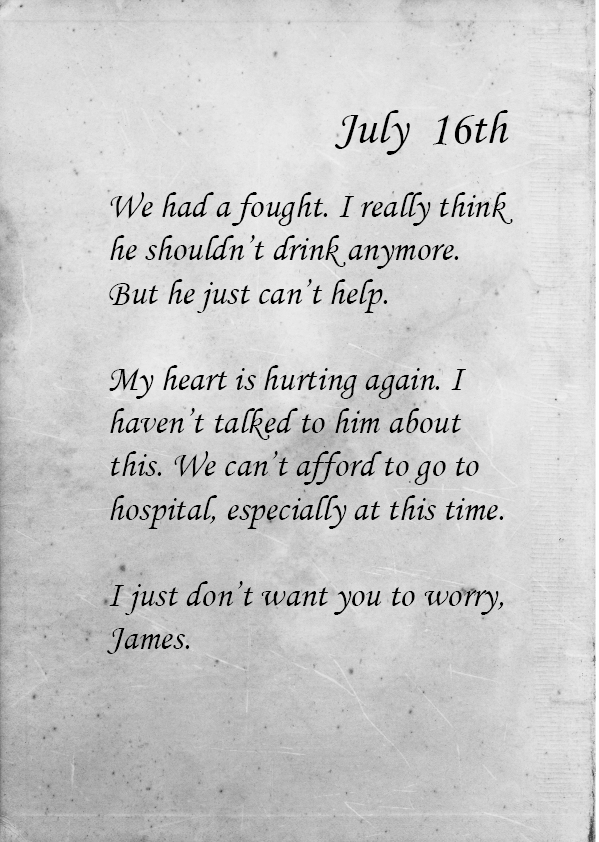 July 16th
We had a fought. I really think
he shouldn't drink anymore.
But he just can't help.
My heart is hurting again. I
haven't talked to him about
this. We can't afford to go to
hospital, especially at this time.
I just don't want you to worry,
James.